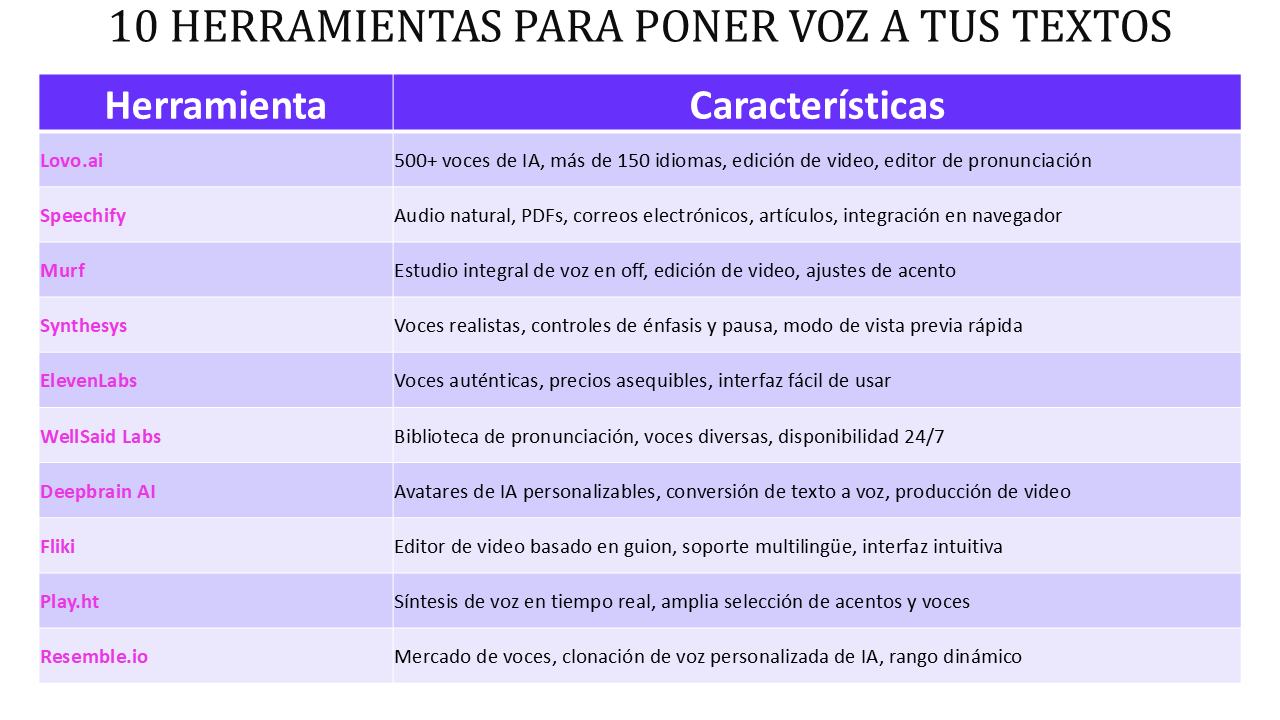 10 HERRAMIENTAS PARA PONER VOZ A TUS TEXTOS
Herramienta Características
Lovo.ai 500+ voces de IA, más de 150 idiomas, edición de video, editor de pronunciación
Speechify Audio natural, PDFs, correos electrónicos, artículos, integración en navegador
Murf Estudio integral de voz en off, edición de video, ajustes de acento
Synthesys Voces realistas, controles de énfasis y pausa, modo de vista previa rápida
ElevenLabs Voces auténticas, precios asequibles, interfaz fácil de usar
WellSaid Labs Biblioteca de pronunciación, voces diversas, disponibilidad 24/7
Deepbrain AI Avatares de IA personalizables, conversión de texto a voz, producción de video
Fliki Editor de video basado en guion, soporte multilingüe, interfaz intuitiva
Play.ht Síntesis de voz en tiempo real, amplia selección de acentos y voces
Resemble.io Mercado de voces, clonación de voz personalizada de IA, rango dinámico